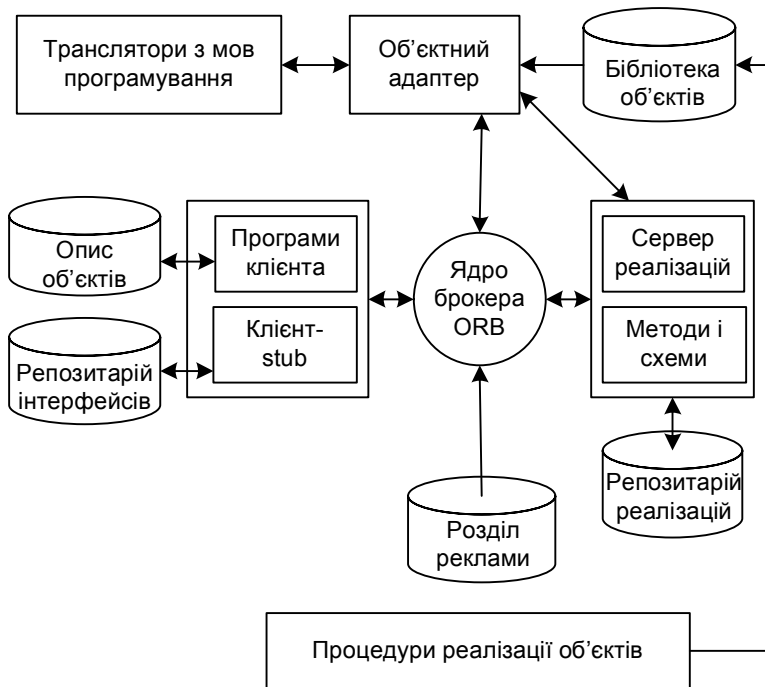 Транслятори з мов
програмування
Об’єктний
адаптер
Бібліотека
об’єктів
Опис
об’єктів
Програми
клієнта
Ядро
брокера
ORB
Сервер
реалізацій
Клієнт-
stub
Методи і
схеми
Репозитарій
інтерфейсів
Репозитарій
реалізацій
Розділ
реклами
Процедури реалізації об’єктів